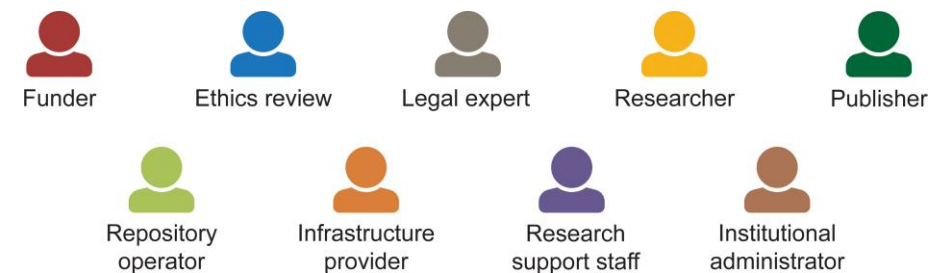 Funder
Ethics review
Legal expert
Researcher
Publisher
Repository
operator
Infrastructure
provider
Research
support staff
Institutional
administrator